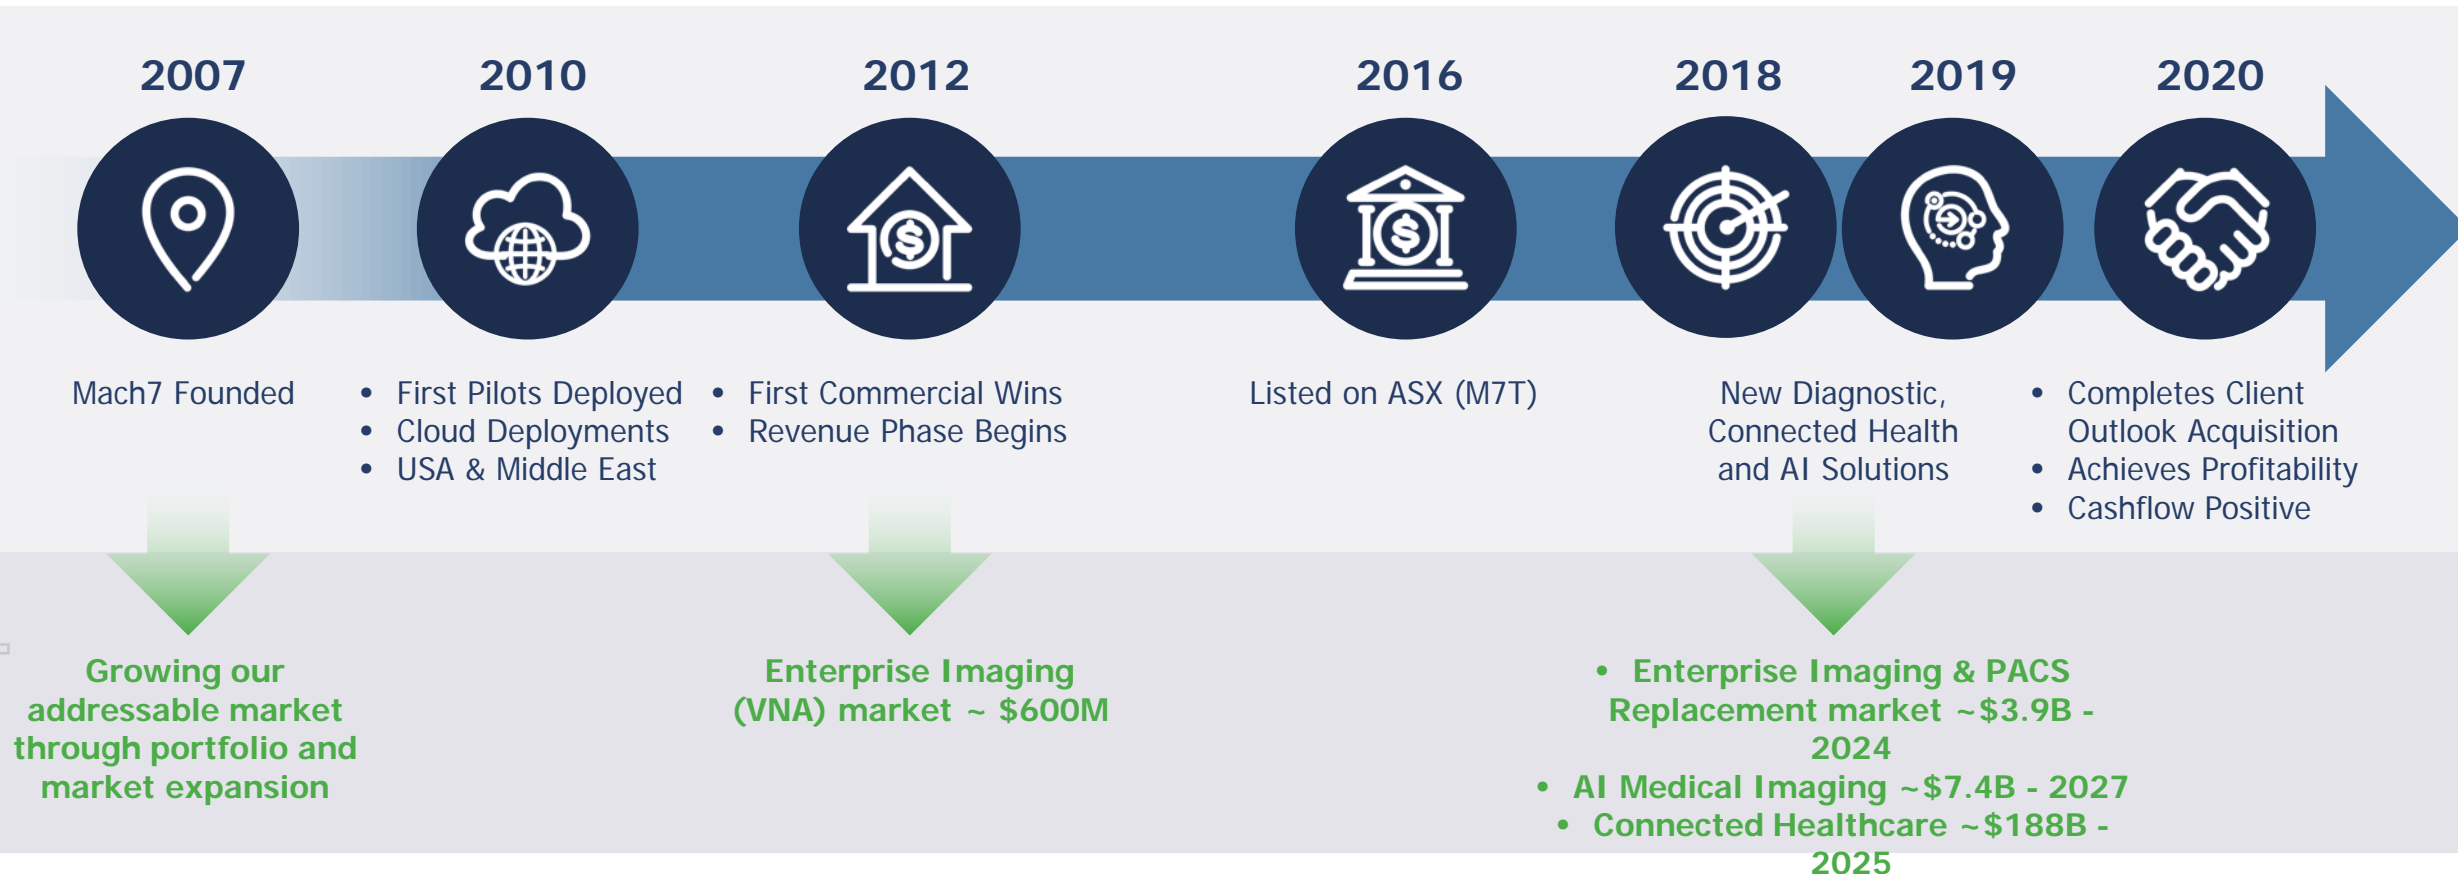 2007
2010
2012
2016
2018
2019
2020
Mach7 Founded
• First Pilots Deployed
• Cloud Deployments
• USA & Middle East
• First Commercial Wins
• Revenue Phase Begins
Listed on ASX (M7T)
New Diagnostic,
Connected Health
and AI Solutions
• Completes Client
Outlook Acquisition
• Achieves Profitability
• Cashflow Positive
Growing our
addressable market
through portfolio and
market expansion
Enterprise Imaging
(VNA) market ~ $600M
• Enterprise Imaging & PACS
Replacement market ~$3.9B -
2024
• AI Medical Imaging ~$7.4B - 2027
• Connected Healthcare ~$188B -
2025